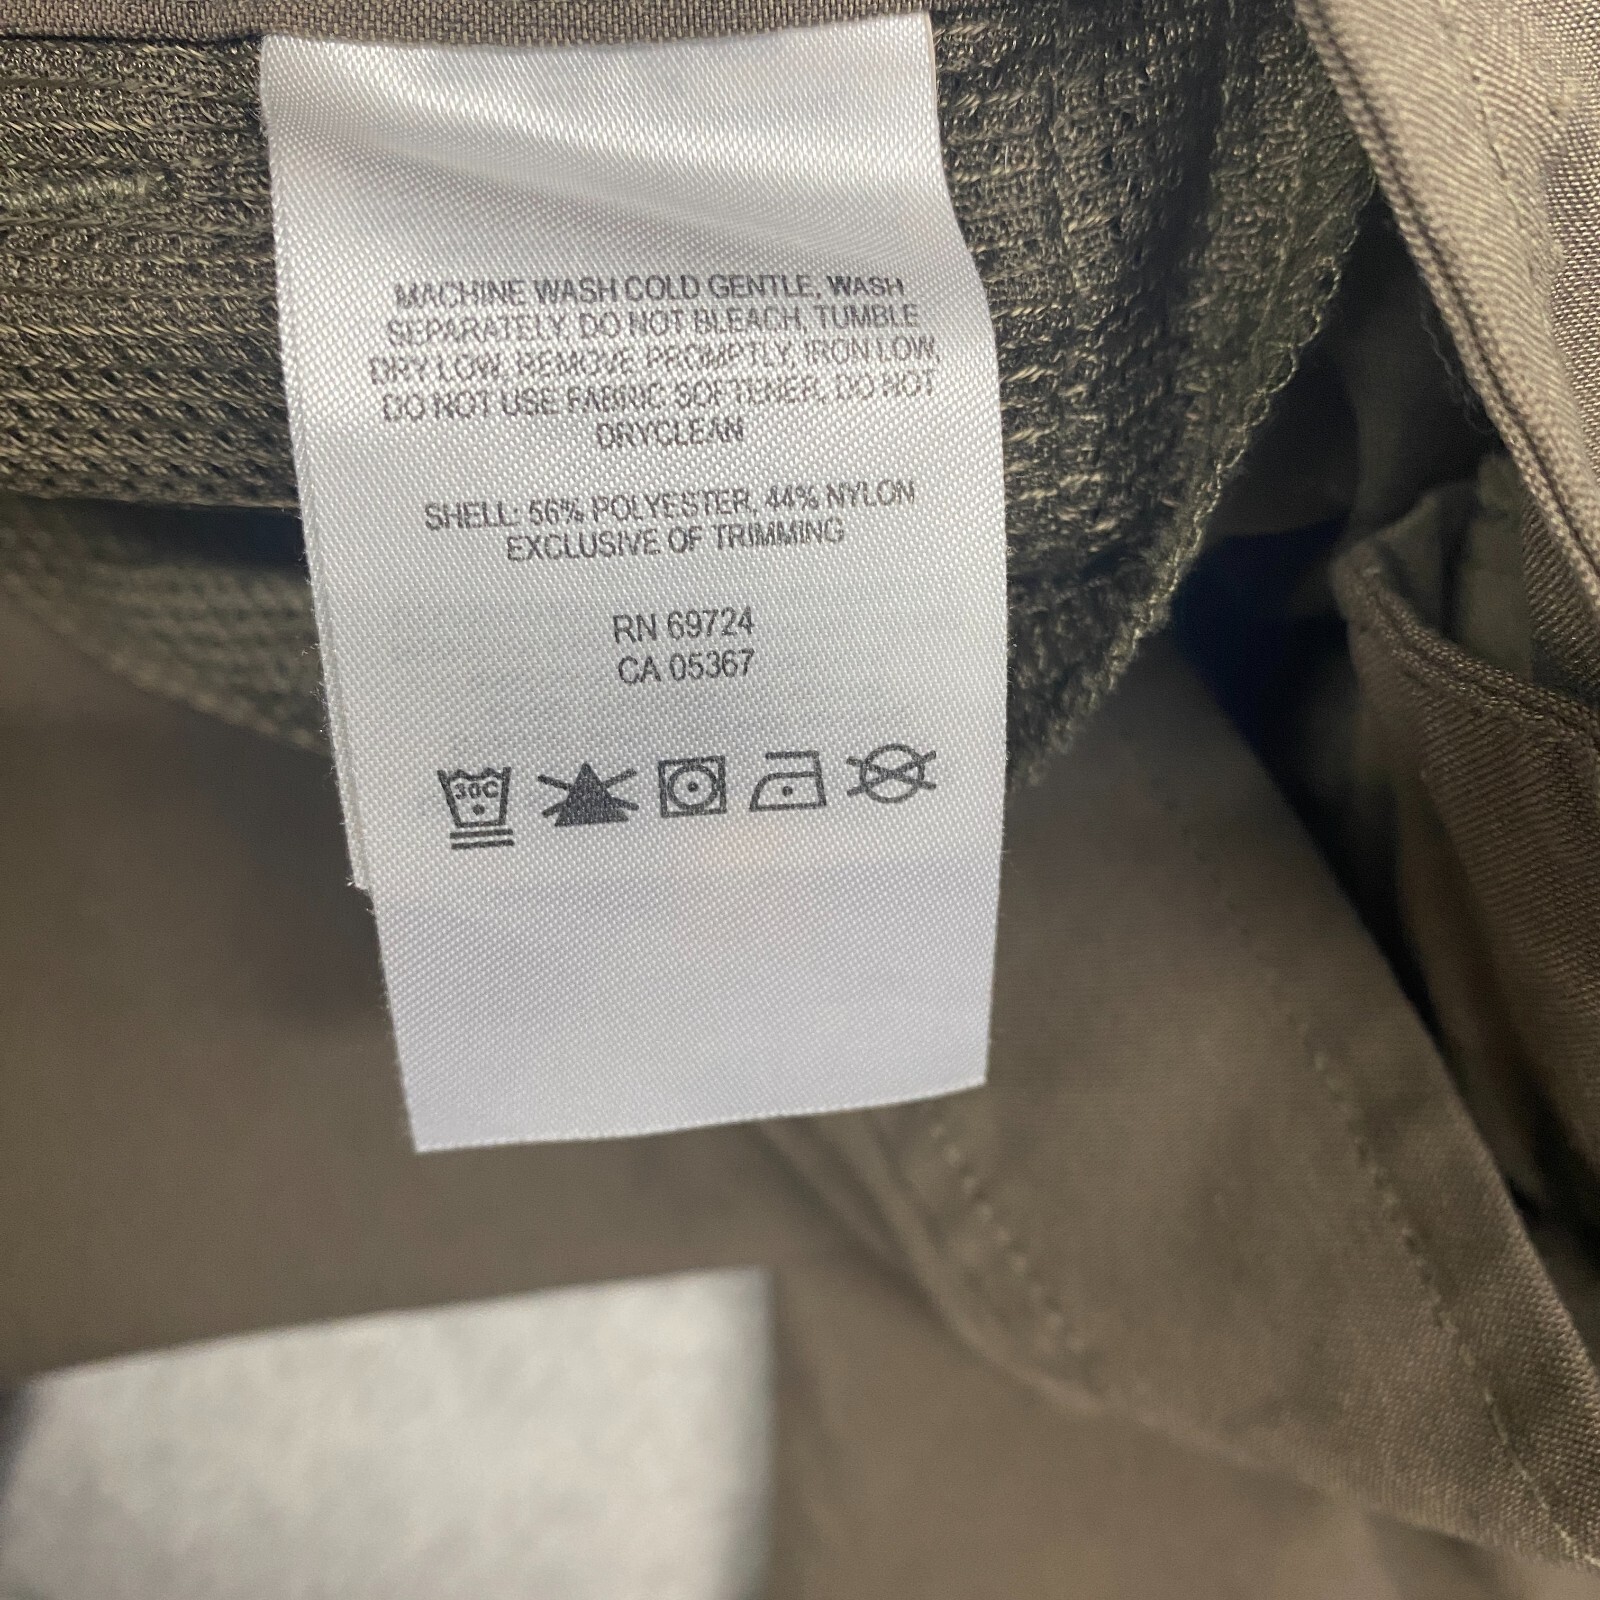 MACHINE WASH COLD GENTLE, WASH
SEPARATELY, DO NOT BLEACH, TUMBLE
DRY LOW, REMOVE PROMPTLY, IRON LOW,
DO NOT USE FABRIC SOFTENER, DO NOT
DRYCLEAN
SHELL: 56% POLYESTER, 44% NYLON
EXCLUSIVE OF TRIMMING
RN 69724
CA 05367
30C